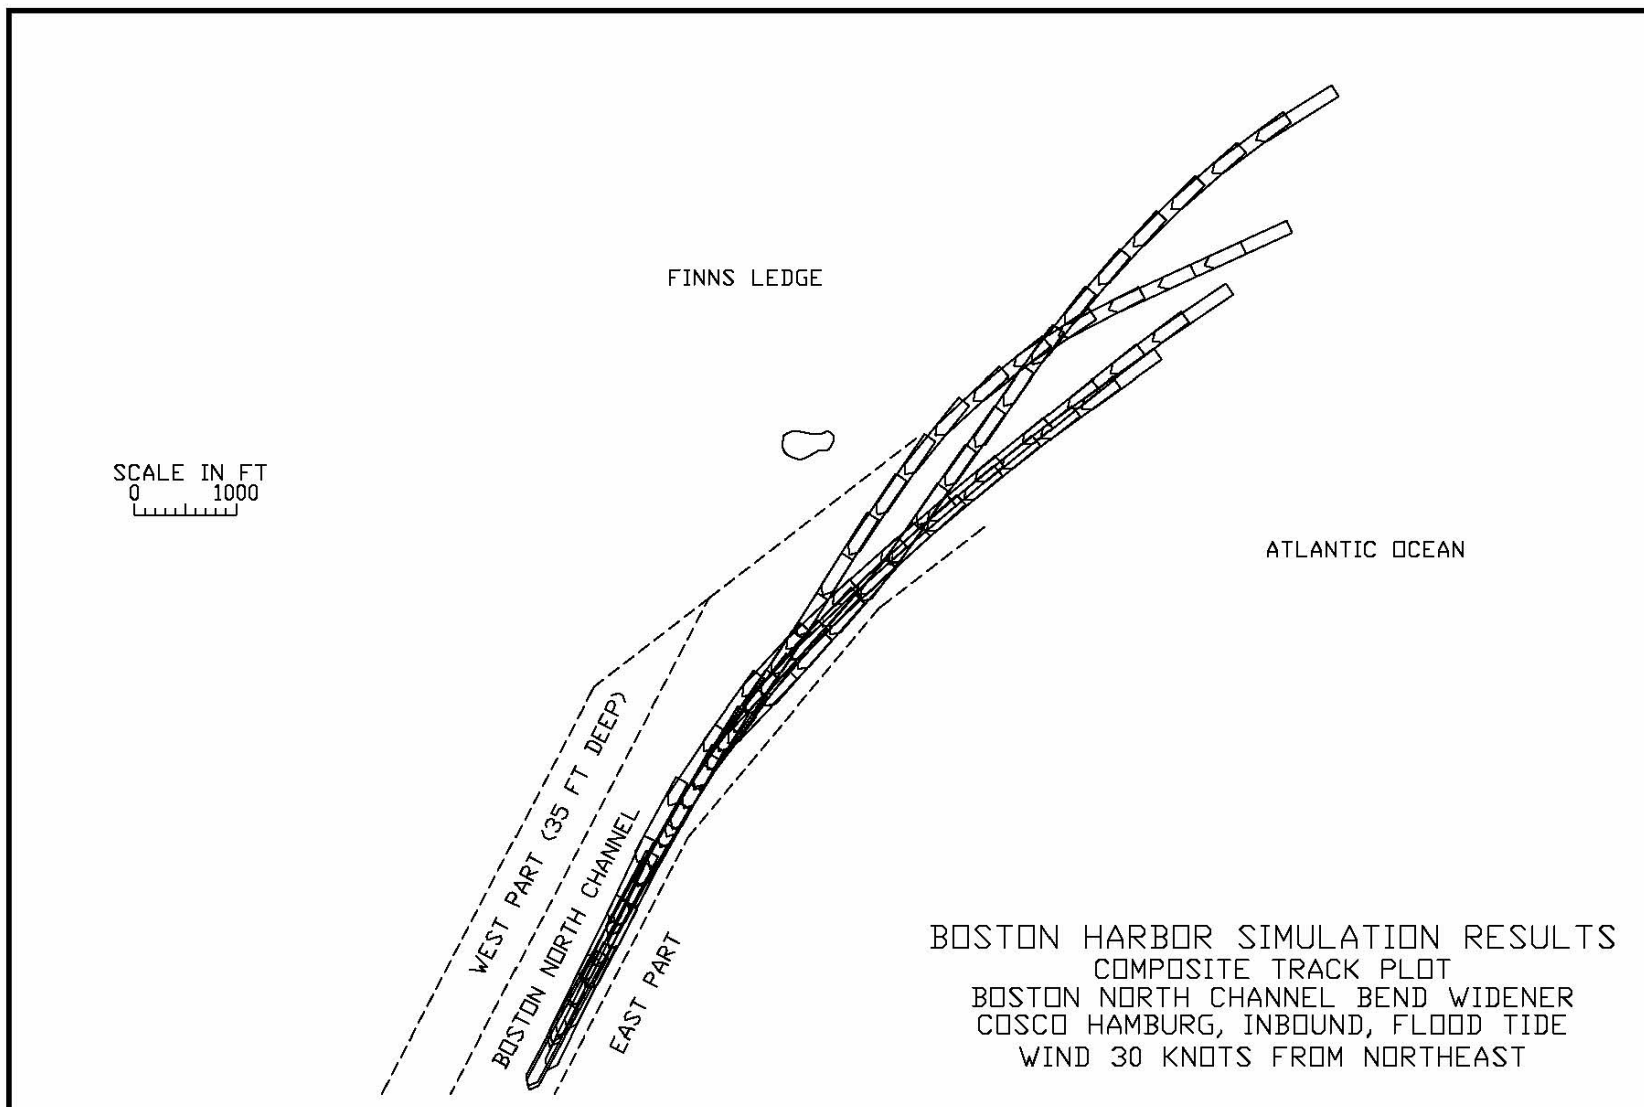 FINNS LEDGE
SCALE IN FT
0 1000
ATLANTIC OCEAN
WEST PART (35 FT DEEP)
BOSTON NORTH CHANNEL
EAST PART
BOSTON HARBOR SIMULATION RESULTS
COMPOSITE TRACK PLOT
BOSTON NORTH CHANNEL BEND WIDENER
COSCO HAMBURG, INBOUND, FLOOD TIDE
WIND 30 KNOTS FROM NORTHEAST